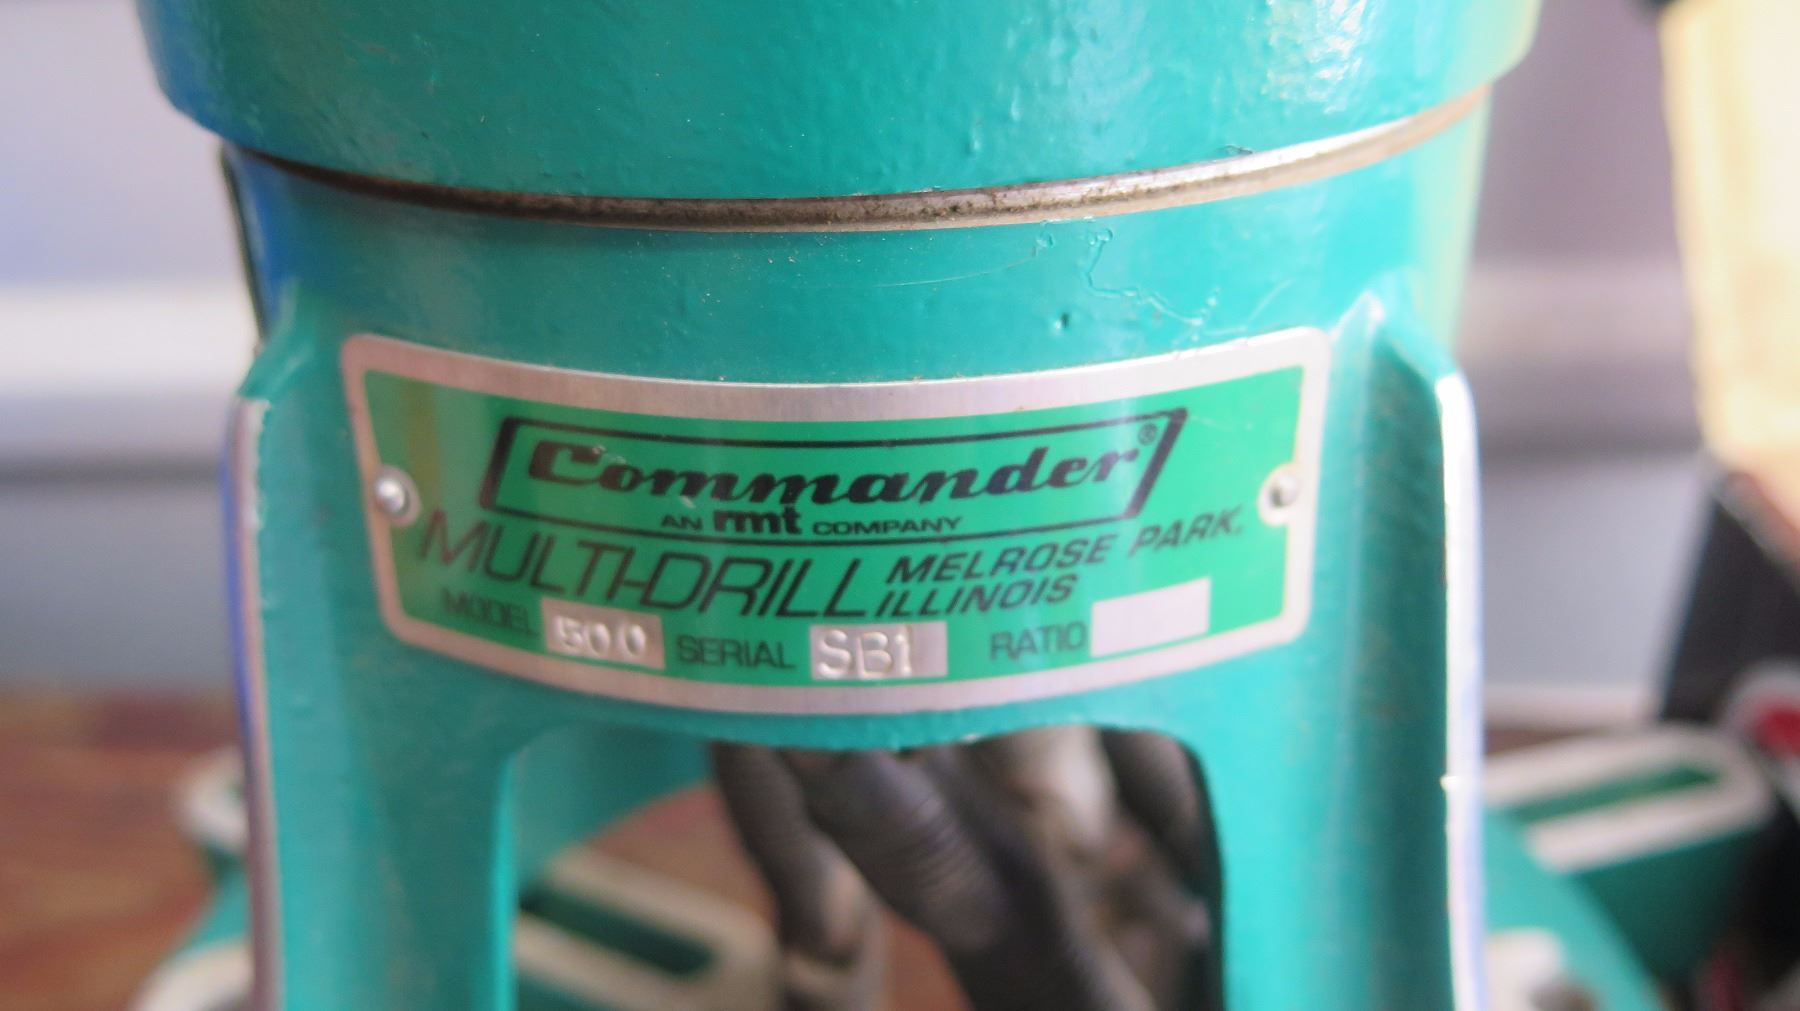 Commander®
AN rmt COMPANY
MULTI-DRILL MELROSE PARK, ILLINOIS
MODEL 500 SERIAL SB1 RATIO